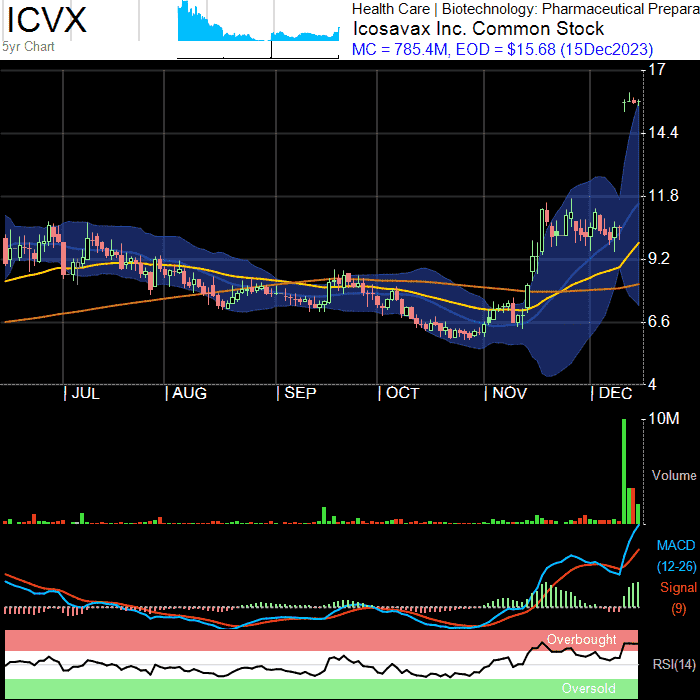 ICVX
5yr Chart
Health Care | Biotechnology: Pharmaceutical Prepara
Icosavax Inc. Common Stock
MC = 785.4M, EOD = $15.68 (15Dec2023)
17
14.4
11.8
9.2
6.6
4
| JUL | AUG | SEP | OCT | NOV | DEC
10M
Volume
MACD
(12-26)
Signal
(9)
Overbought
RSI(14)
Oversold